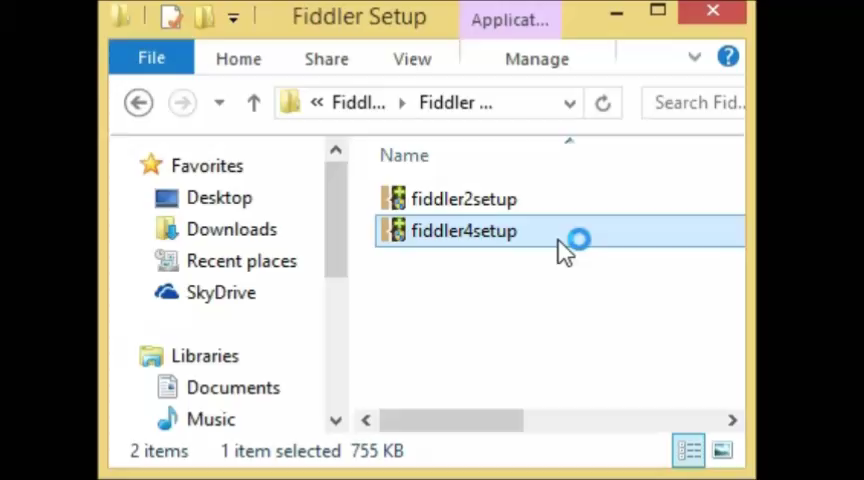 Fiddler Setup
Applicat...
File
Home
Share
View
Manage
« Fiddl...
Fiddler ...
Search Fid..
Favorites
Name
Desktop
fiddler2setup
Downloads
fiddler4setup
Recent places
SkyDrive
Libraries
Documents
Music
2 items
1 item selected 755 KB